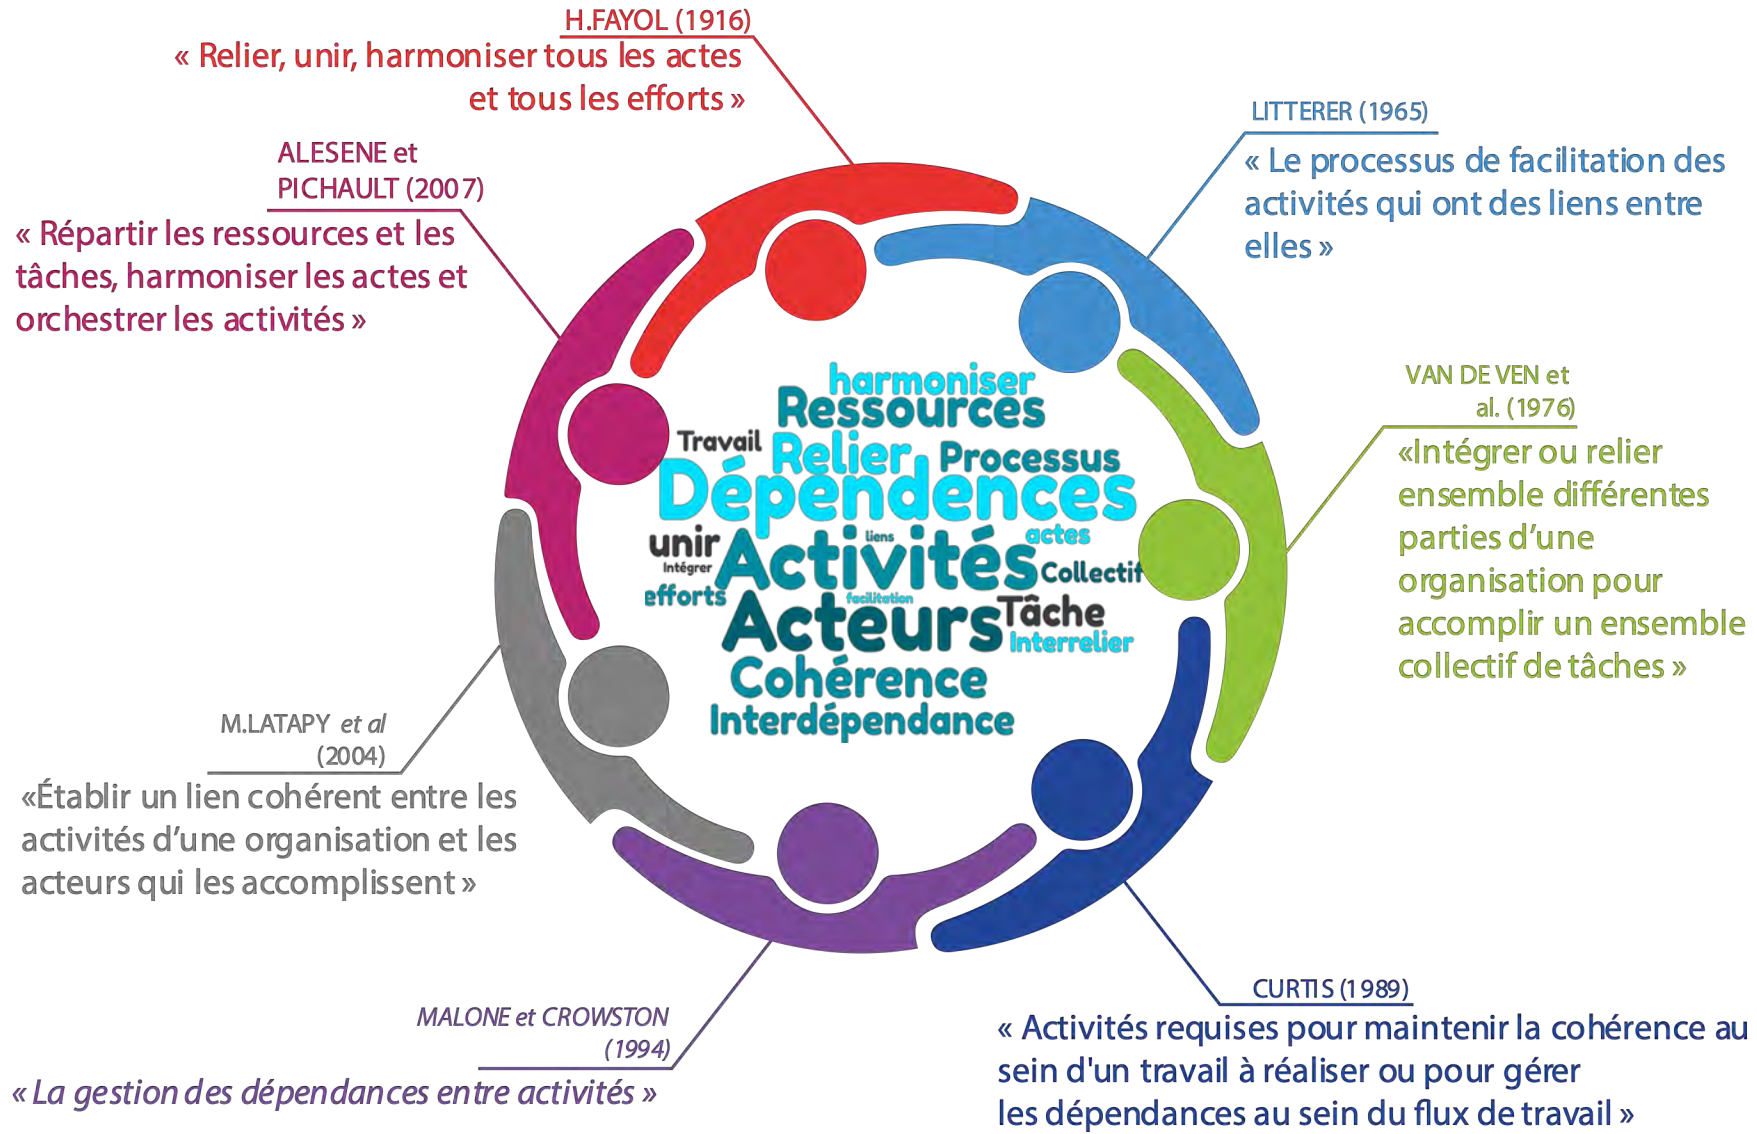 H.FAYOL (1916)
« Relier, unir, harmoniser tous les actes
et tous les efforts »
LITTERER (1965)
« Le processus de facilitation des
activités qui ont des liens entre
elles »
VAN DE VEN et
al. (1976)
«Intégrer ou relier
ensemble différentes
parties d’une
organisation pour
accomplir un ensemble
collectif de tâches »
CURTIS (1989)
« Activités requises pour maintenir la cohérence au
sein d'un travail à réaliser ou pour gérer
les dépendances au sein du flux de travail »
MALONE et CROWSTON
(1994)
« La gestion des dépendances entre activités »
M.LATAPY et al
(2004)
«Établir un lien cohérent entre les
activités d’une organisation et les
acteurs qui les accomplissent »
ALESENE et
PICHAULT (2007)
« Répartir les ressources et les
tâches, harmoniser les actes et
orchestrer les activités »
harmoniser
Ressources
Travail Relier Processus
Dépendences
unir liens actes
Intégrer Activités Collectif
efforts facilitation
Acteurs Tâche
Interrelier
Cohérence
Interdépendance